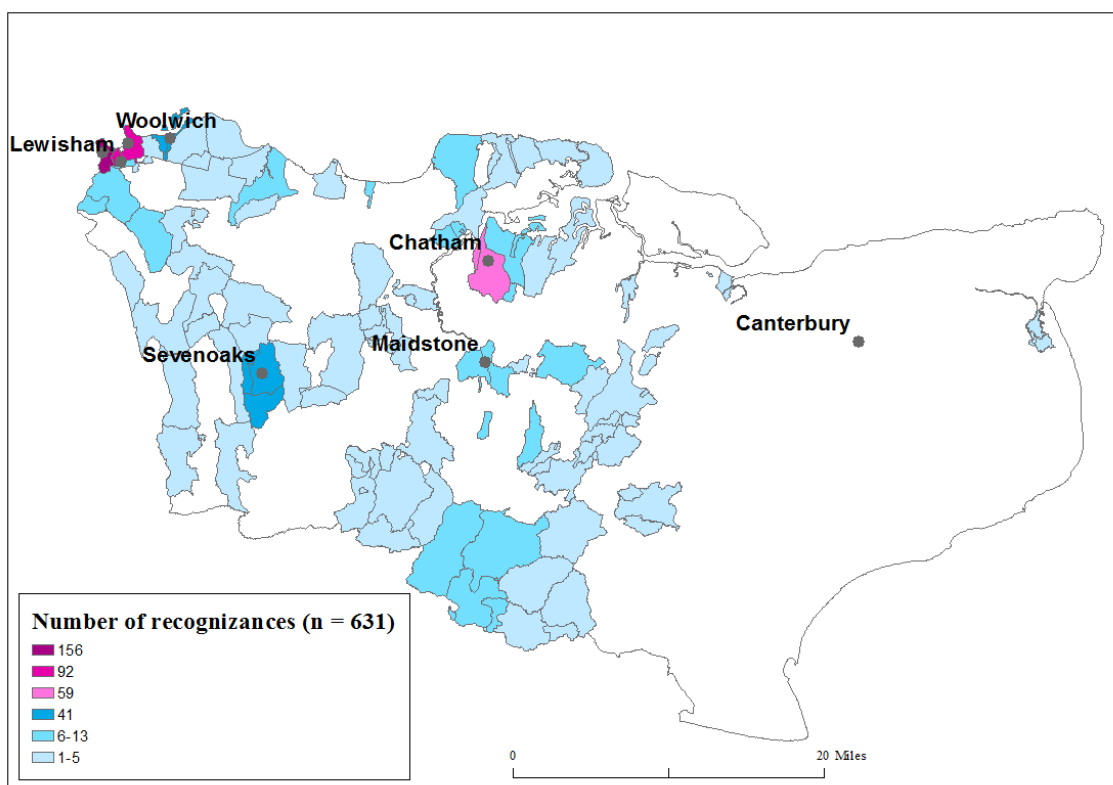 Woolwich
Lewisham
Chatham
Canterbury
Maidstone
Sevenoaks
Number of recognizances (n = 631)
156
92
59
41
6-13
1-5
0 20 Miles